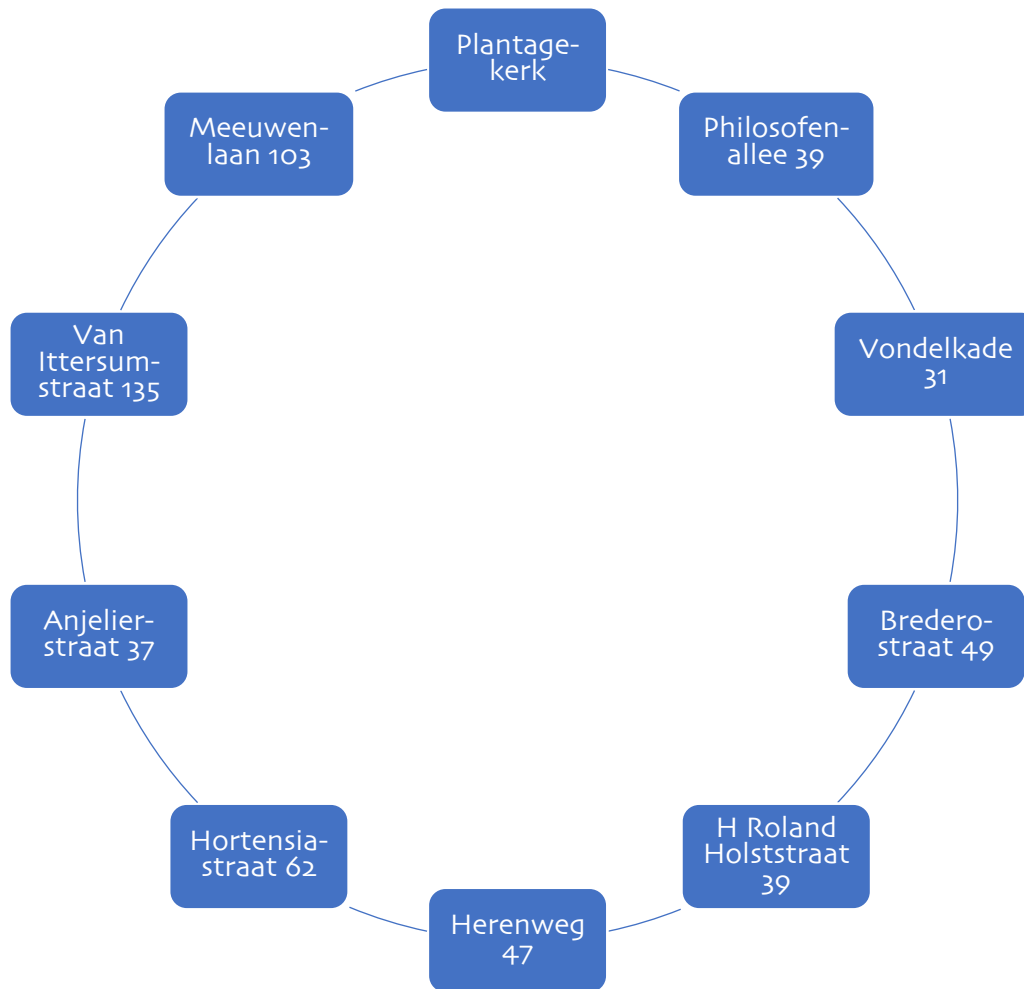 Plantage-
kerk
Philosofen-
allee 39
Vondelkade
31
Bredero-
straat 49
H Roland
Holststraat
39
Herenweg
47
Hortensia-
straat 62
Anjelier-
straat 37
Van
Ittersum-
straat 135
Meeuwen-
laan 103